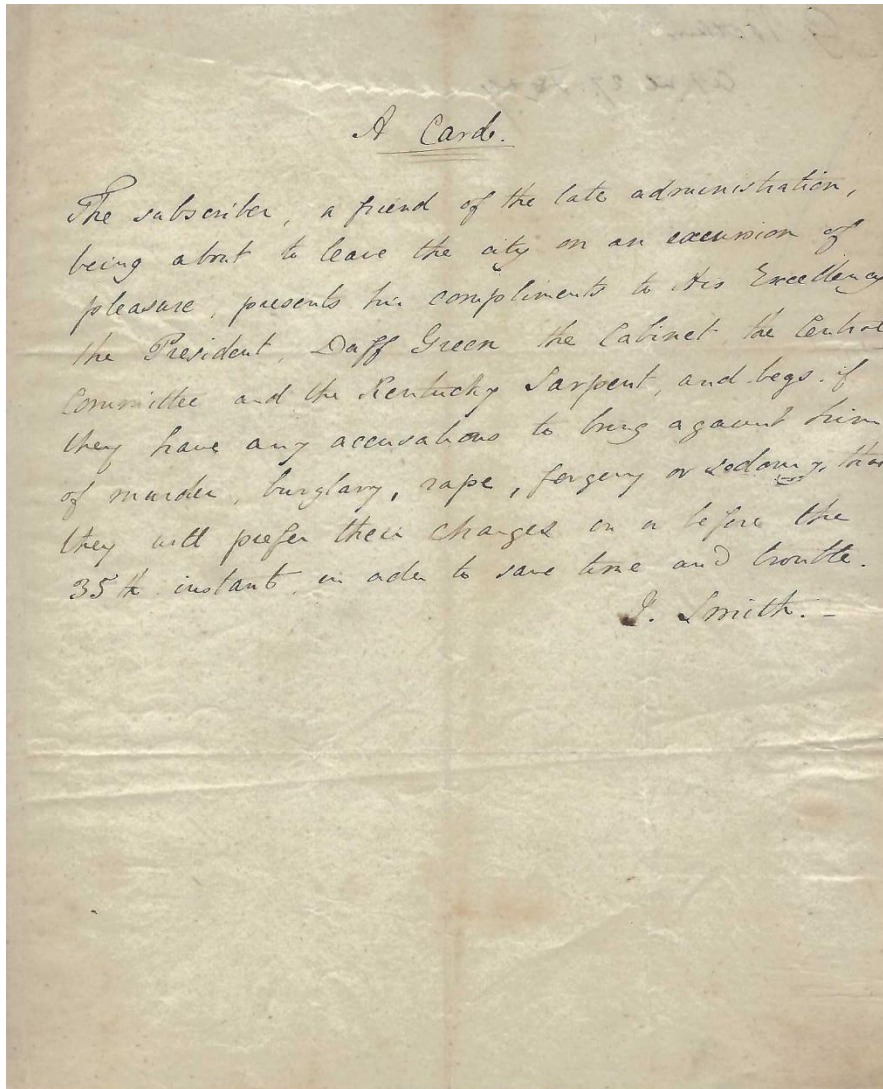 A Card.
The subscriber, a friend of the late administration,
being about to leave the city on an excursion of
pleasure, presents his compliments to His Excellency
the President, Duff Green the Cabinet the Central
Committee and the Kentucky Sarpent, and begs if
they have any accusations to bring against him
of murder, burglary, rape, forgery or sodomy, that
they will prefer their charges on or before the
35th instant in order to save time and trouble.
J. Smith. –